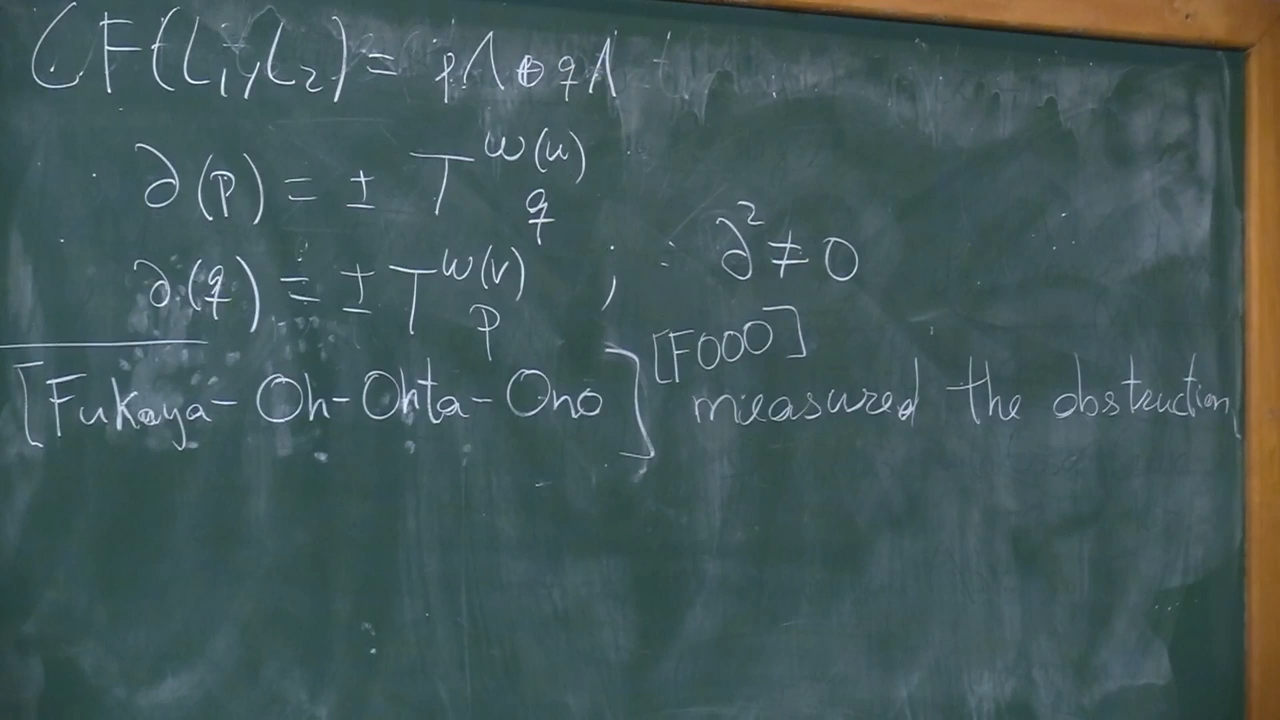 CF(L₁, L₂) = pΛ ⊕ qΛ
∂(p) = ± T^{ω(u)} q
∂(q) = ± T^{ω(v)} p ; ∴ ∂² ≠ 0
[Fukaya-Oh-Ohta-Ono] [FOOO] measured the obstruction